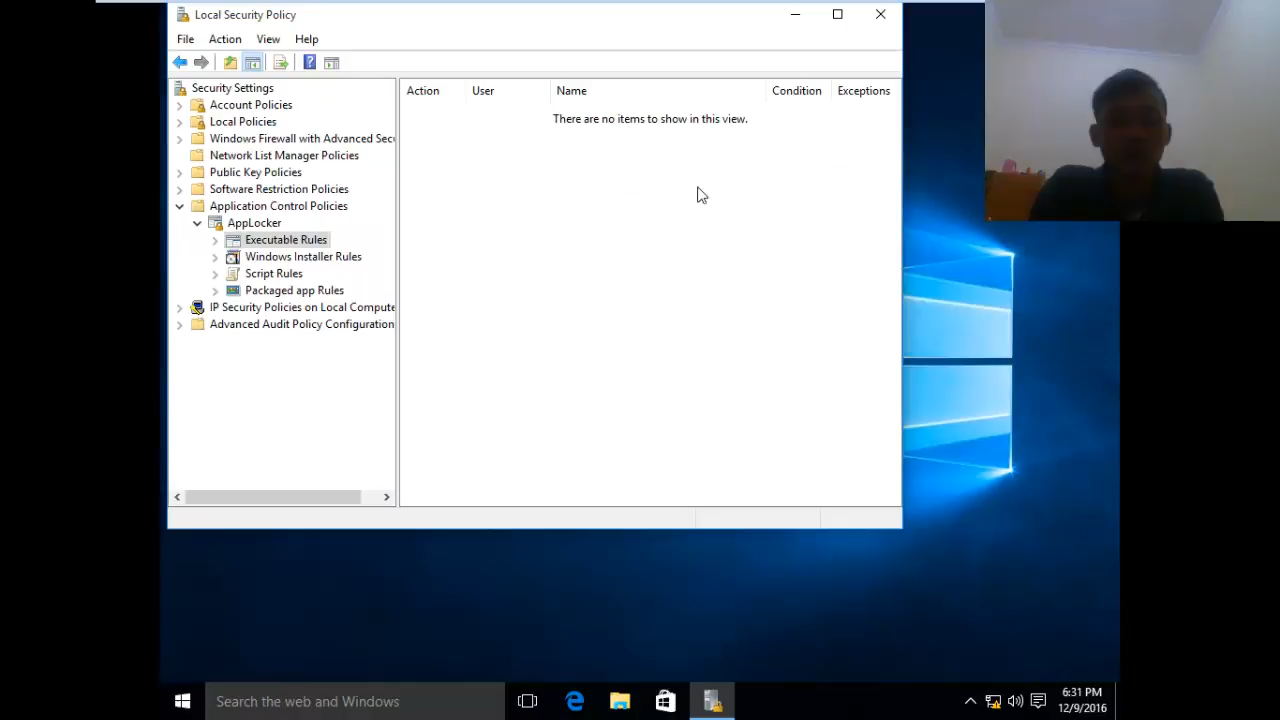 Local Security Policy
File Action View Help
Security Settings
Account Policies
Local Policies
Windows Firewall with Advanced Secu
Network List Manager Policies
Public Key Policies
Software Restriction Policies
Application Control Policies
AppLocker
Executable Rules
Windows Installer Rules
Script Rules
Packaged app Rules
IP Security Policies on Local Compute
Advanced Audit Policy Configuration
Action User Name Condition Exceptions
There are no items to show in this view.
Search the web and Windows
6:31 PM
12/9/2016